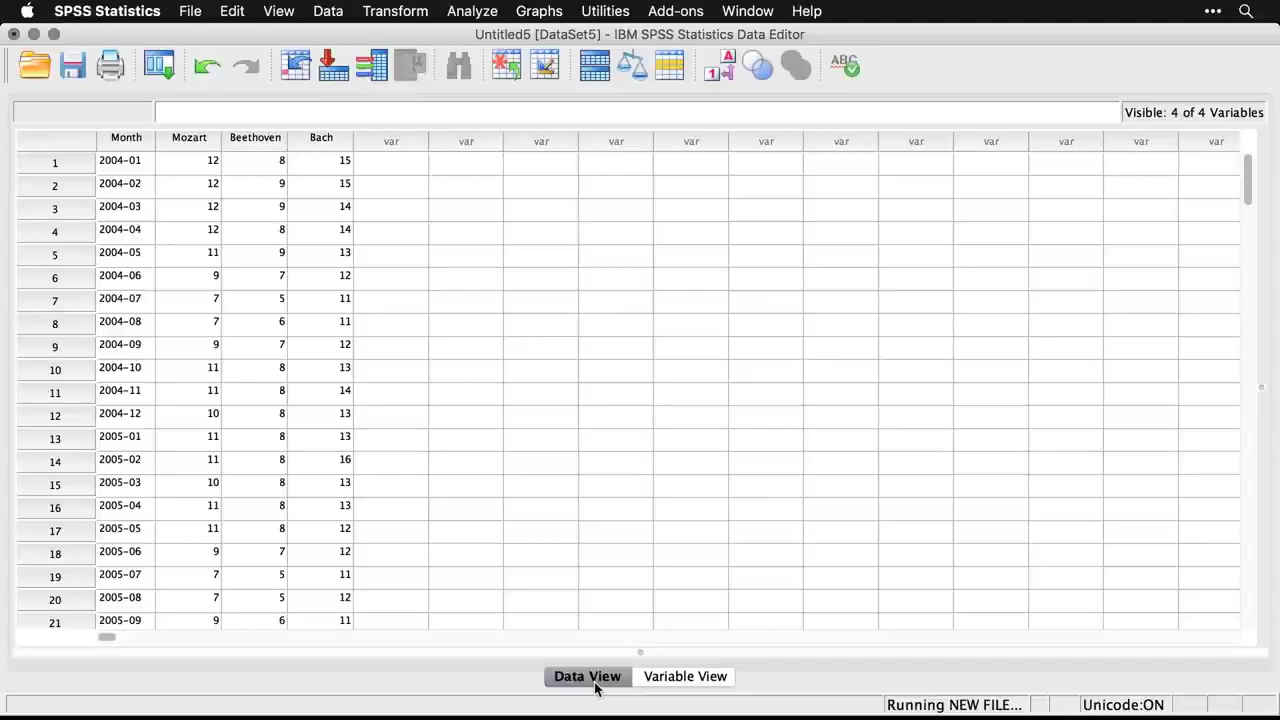 SPSS Statistics File Edit View Data Transform Analyze Graphs Utilities Add-ons Window Help
Untitled5 [DataSet5] - IBM SPSS Statistics Data Editor
A
1
ABC
Visible: 4 of 4 Variables
Month Mozart Beethoven Bach var var var var var var var var var var var var
1 2004-01 12 8 15
2 2004-02 12 9 15
3 2004-03 12 9 14
4 2004-04 12 8 14
5 2004-05 11 9 13
6 2004-06 9 7 12
7 2004-07 7 5 11
8 2004-08 7 6 11
9 2004-09 9 7 12
10 2004-10 11 8 13
11 2004-11 11 8 14
12 2004-12 10 8 13
13 2005-01 11 8 13
14 2005-02 11 8 16
15 2005-03 10 8 13
16 2005-04 11 8 13
17 2005-05 11 8 12
18 2005-06 9 7 12
19 2005-07 7 5 11
20 2005-08 7 5 12
21 2005-09 9 6 11
Data View Variable View
Running NEW FILE... Unicode:ON